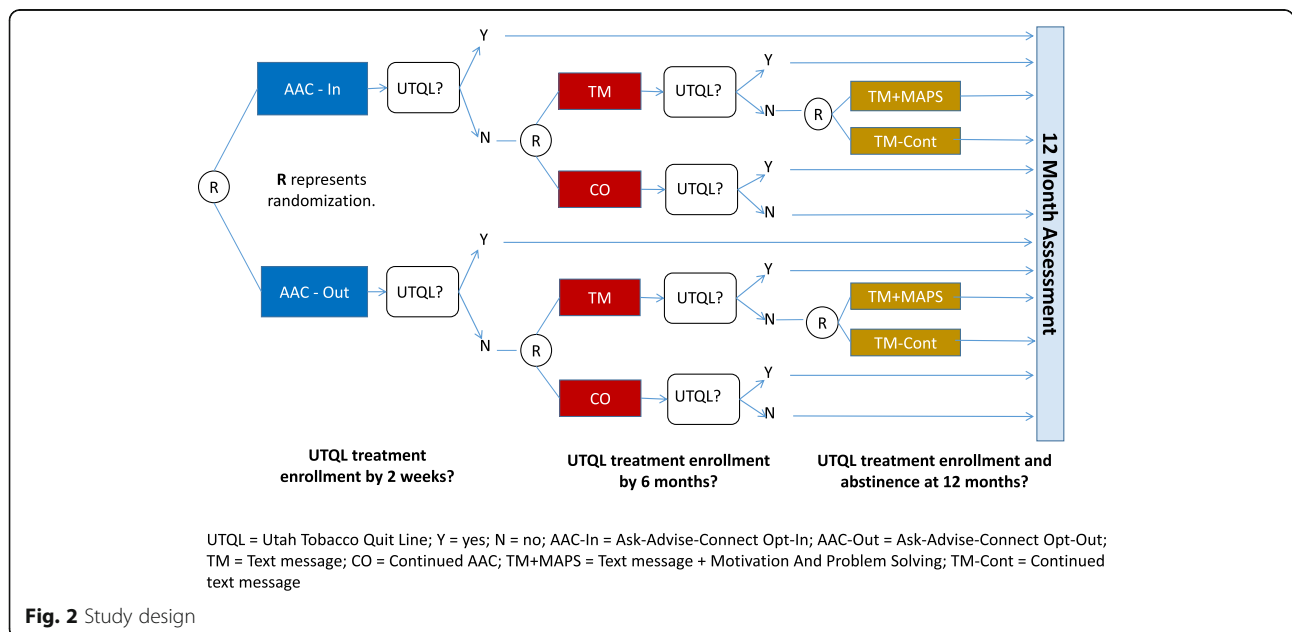 Y
AAC - In
UTQL?
N
R
R represents
randomization.
R
TM
UTQL?
Y
N
R
TM+MAPS
TM-Cont
CO
UTQL?
Y
N
12 Month Assessment
AAC - Out
UTQL?
Y
N
R
TM
UTQL?
Y
N
R
TM+MAPS
TM-Cont
CO
UTQL?
Y
N
UTQL treatment
enrollment by 2 weeks?
UTQL treatment enrollment
by 6 months?
UTQL treatment enrollment and
abstinence at 12 months?
UTQL = Utah Tobacco Quit Line; Y = yes; N = no; AAC-In = Ask-Advise-Connect Opt-In; AAC-Out = Ask-Advise-Connect Opt-Out;
TM = Text message; CO = Continued AAC; TM+MAPS = Text message + Motivation And Problem Solving; TM-Cont = Continued
text message
Fig. 2 Study design